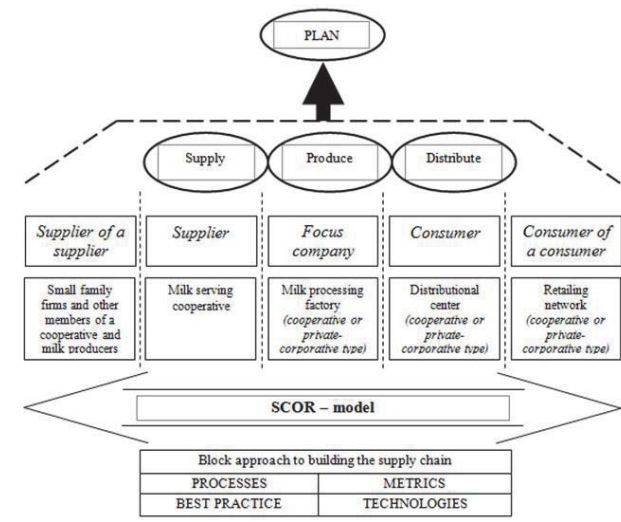 PLAN
Supply
Produce
Distribute
Supplier of a
supplier
Supplier
Focus
company
Consumer
Consumer of
a consumer
Small family
firms and other
members of a
cooperative and
milk producers
Milk serving
cooperative
Milk processing
factory
(cooperative or
private-
corporative type)
Distributional
center
(cooperative or
private-
corporative type)
Retailing
network
(cooperative or
private-
corporative type)
SCOR – model
Block approach to building the supply chain
PROCESSES
METRICS
BEST PRACTICE
TECHNOLOGIES